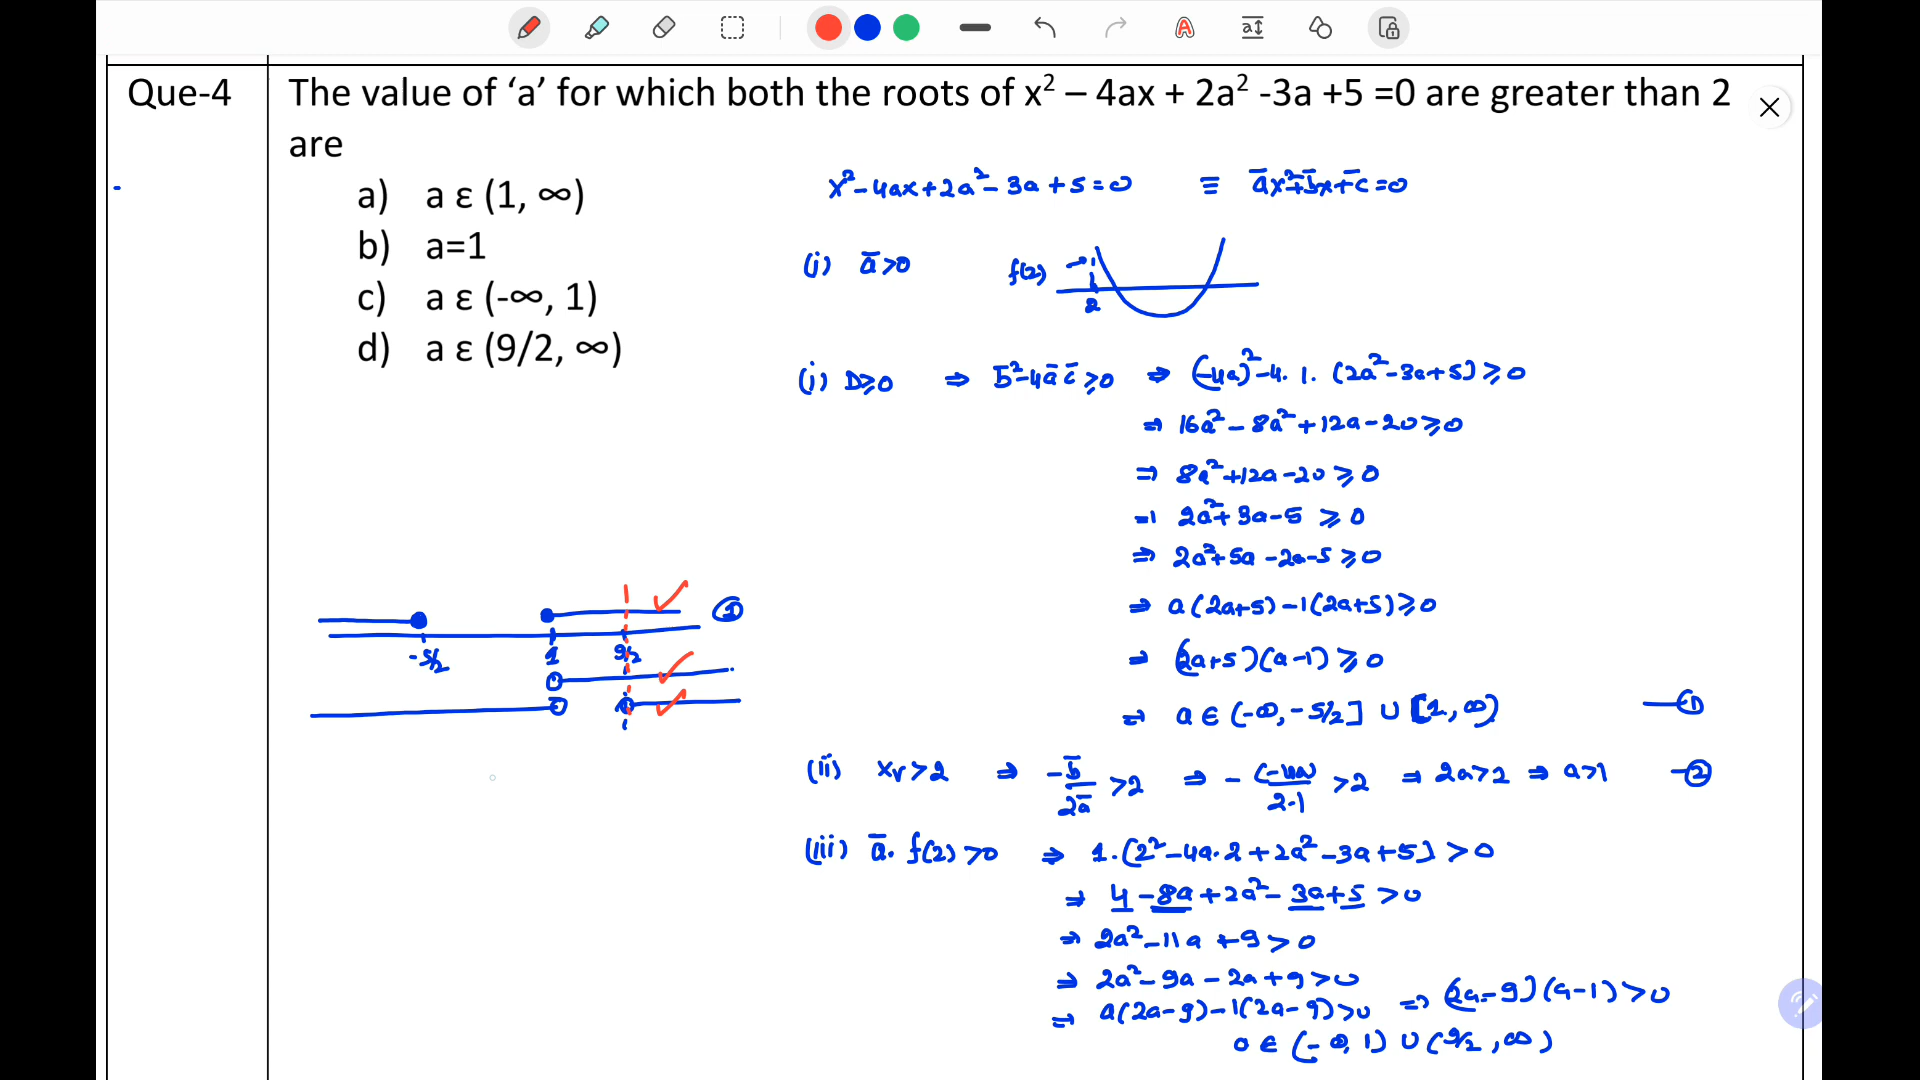 Que-4
The value of ‘a’ for which both the roots of x² – 4ax + 2a² -3a +5 =0 are greater than 2
are
a) a ε (1, ∞)
b) a=1
c) a ε (-∞, 1)
d) a ε (9/2, ∞)
x²-4ax+2a²-3a+5=0 ≡ a̅x²+b̅x+c̅=0
(i) a̅>0
f(2)
2
(i) D≥0 ⇒ b̅²-4a̅c̅≥0 ⇒ (-4a)²-4.1.(2a²-3a+5)≥0
⇒ 16a²-8a²+12a-20≥0
⇒ 8a²+12a-20≥0
⇒ 2a²+3a-5≥0
⇒ 2a²+5a-2a-5≥0
⇒ a(2a+5)-1(2a+5)≥0
⇒ (2a+5)(a-1)≥0
⇒ a ∈ (-∞,-5/2] ∪ [1,∞) —①
-5/2 1 9/2
(ii) xᵥ>2 ⇒ -b̅/2a̅ >2 ⇒ -(-4a)/2·1 >2 ⇒ 2a>2 ⇒ a>1 —②
(iii) a̅.f(2)>0 ⇒ 1.(2²-4a.2+2a²-3a+5)>0
⇒ 4-8a+2a²-3a+5>0
⇒ 2a²-11a+9>0
⇒ 2a²-9a-2a+9>0
⇒ a(2a-9)-1(2a-9)>0 ⇒ (2a-9)(a-1)>0
a ∈ (-∞,1) ∪ (9/2,∞)